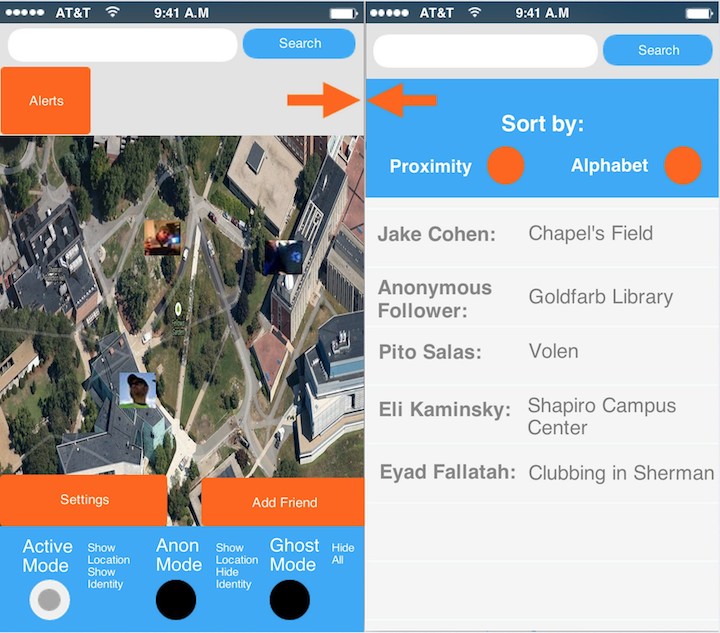 AT&T 9:41 A.M
Search
Alerts
Settings
Add Friend
Active
Mode
Show
Location
Show
Identity
Anon
Mode
Show
Location
Hide
Identity
Ghost
Mode
Hide
All
AT&T 9:41 A.M
Search
Sort by:
Proximity
Alphabet
Jake Cohen: Chapel's Field
Anonymous
Follower:
Goldfarb Library
Pito Salas: Volen
Eli Kaminsky: Shapiro Campus
Center
Eyad Fallatah: Clubbing in Sherman